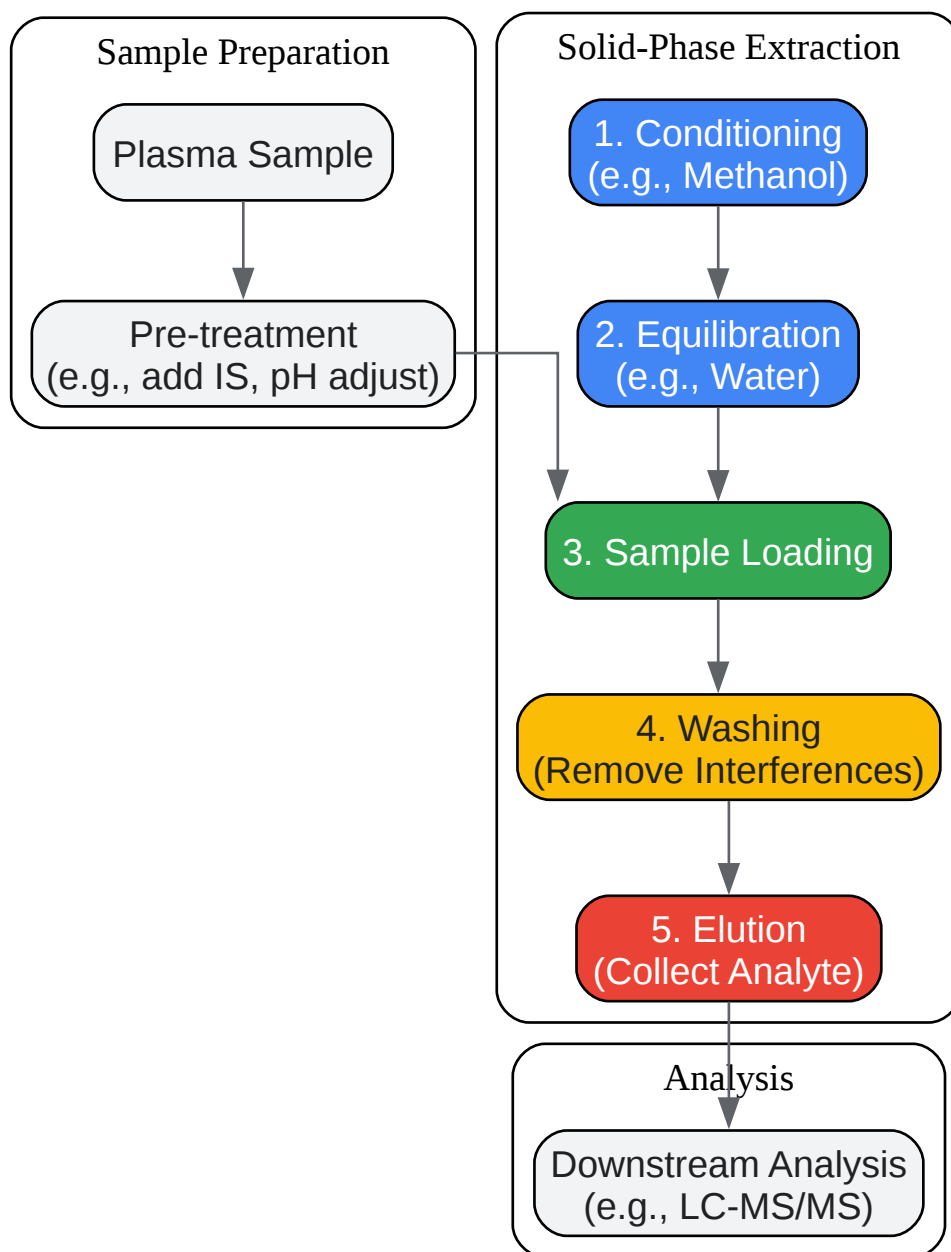 Sample Preparation
Plasma Sample
Pre-treatment
(e.g., add IS, pH adjust)
Solid-Phase Extraction
1. Conditioning
(e.g., Methanol)
2. Equilibration
(e.g., Water)
3. Sample Loading
4. Washing
(Remove Interferences)
5. Elution
(Collect Analyte)
Analysis
Downstream Analysis
(e.g., LC-MS/MS)